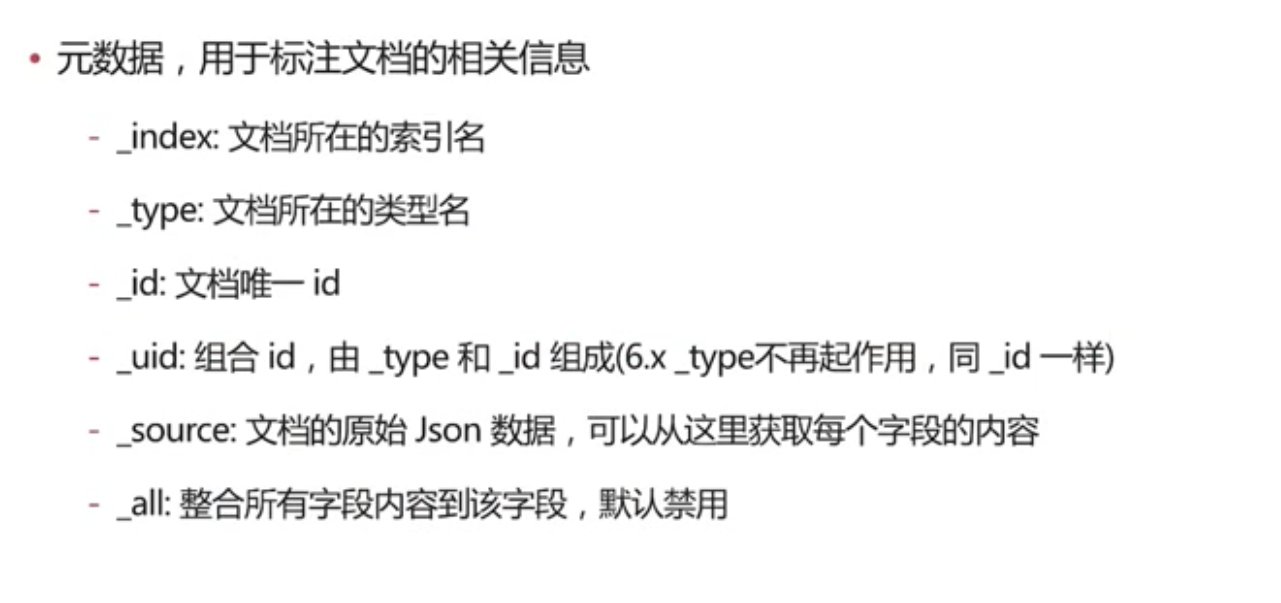 • 元数据，用于标注文档的相关信息
- _index: 文档所在的索引名
- _type: 文档所在的类型名
- _id: 文档唯一 id
- _uid: 组合 id，由 _type 和 _id 组成(6.x _type不再起作用，同 _id 一样)
- _source: 文档的原始 Json 数据，可以从这里获取每个字段的内容
- _all: 整合所有字段内容到该字段，默认禁用